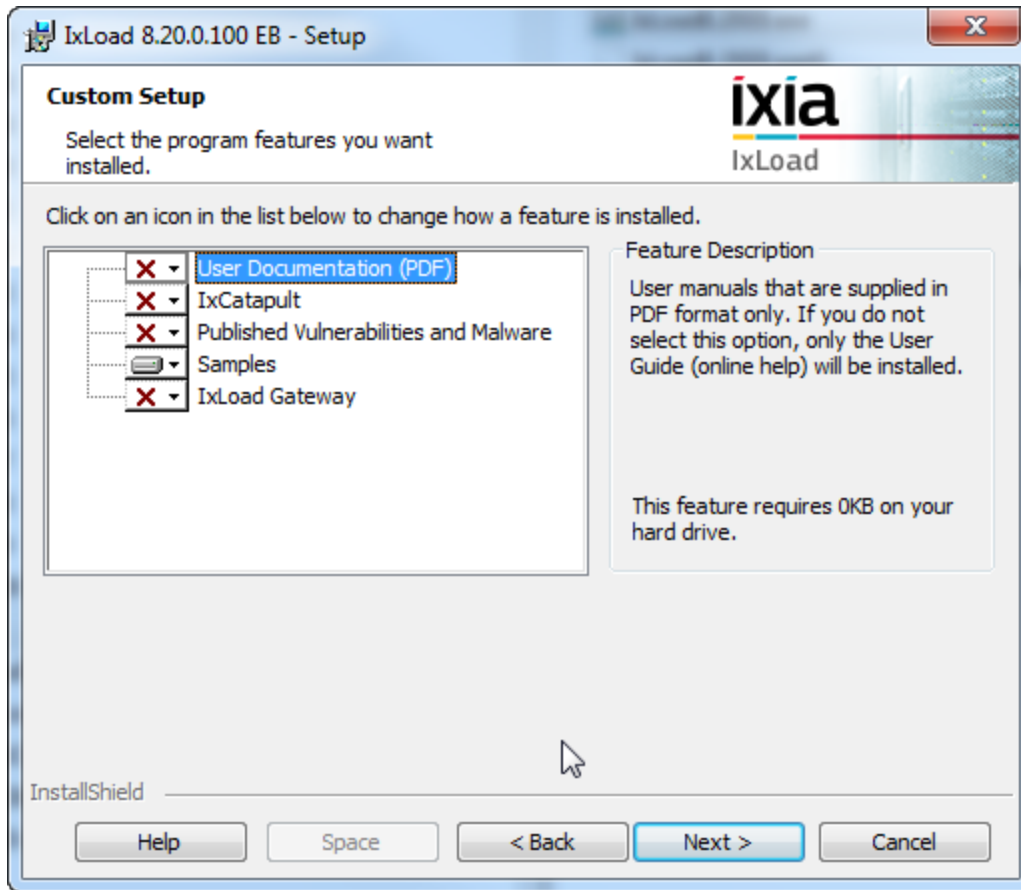 IxLoad 8.20.0.100 EB - Setup
Custom Setup
Select the program features you want
installed.
ixia
IxLoad
Click on an icon in the list below to change how a feature is installed.
User Documentation (PDF)
IxCatapult
Published Vulnerabilities and Malware
Samples
IxLoad Gateway
Feature Description
User manuals that are supplied in
PDF format only. If you do not
select this option, only the User
Guide (online help) will be installed.
This feature requires 0KB on your
hard drive.
InstallShield
Help
Space
< Back
Next >
Cancel